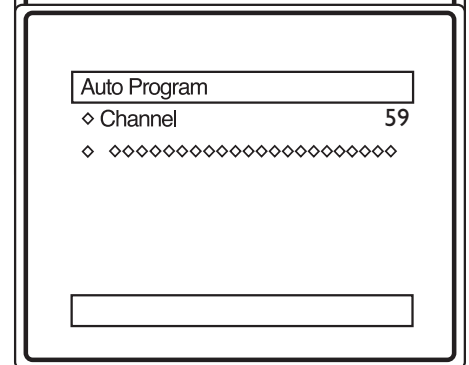 Auto Program
◇ Channel 59
◇ ◇◇◇◇◇◇◇◇◇◇◇◇◇◇◇◇◇◇◇◇◇◇